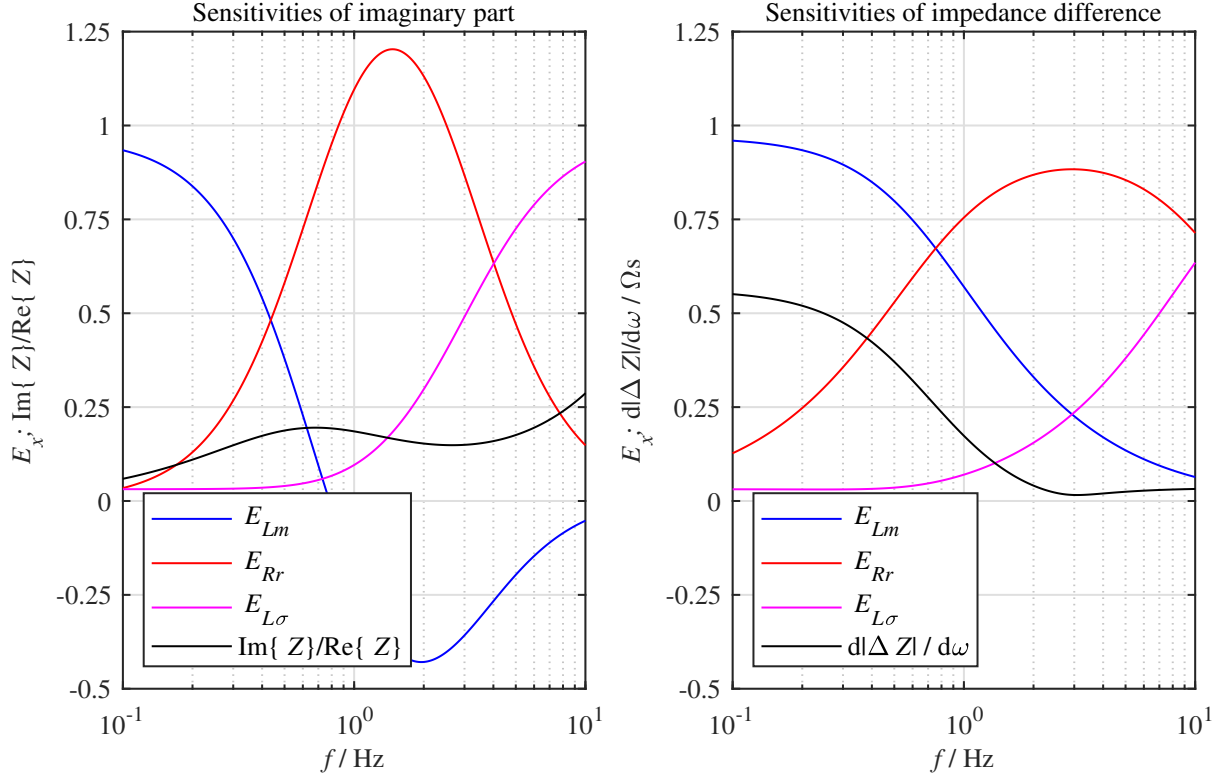 Sensitivities of imaginary part
1.25
1
0.75
0.5
0.25
0
-0.25
-0.5
E_x; Im{ Z}/Re{ Z}
E_Lm
E_Rr
E_Lσ
Im{ Z}/Re{ Z}
10^-1
10^0
10^1
f / Hz
Sensitivities of impedance difference
1.25
1
0.75
0.5
0.25
0
-0.25
-0.5
E_x; d|Δ Z|/dω / Ωs
E_Lm
E_Rr
E_Lσ
d|Δ Z| / dω
10^-1
10^0
10^1
f / Hz